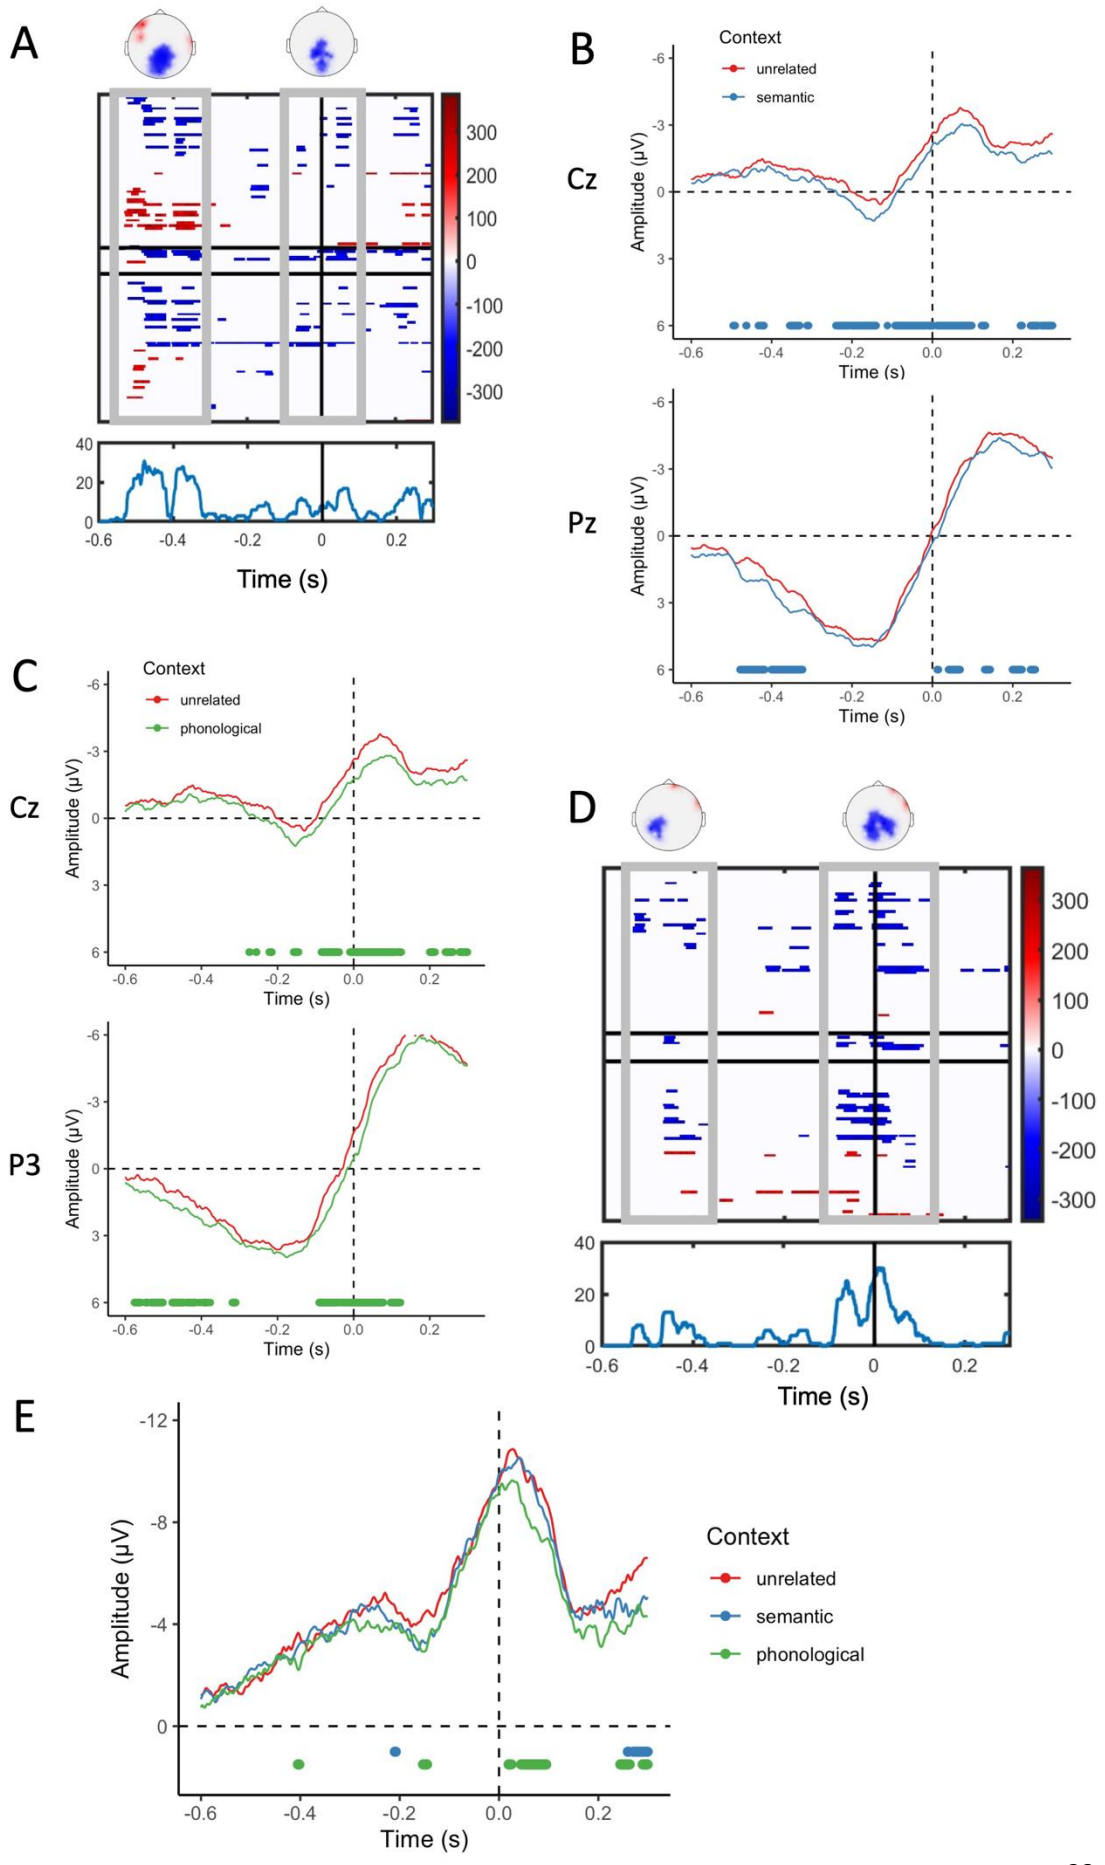 A
300
200
100
0
-100
-200
-300
40
20
0
-0.6
-0.4
-0.2
0
0.2
Time (s)
B
Context
unrelated
semantic
Cz
Amplitude (µV)
-6
-3
0
3
6
-0.6
-0.4
-0.2
0.0
0.2
Time (s)
Pz
Amplitude (µV)
-6
-3
0
3
6
-0.6
-0.4
-0.2
0.0
0.2
Time (s)
C
Context
unrelated
phonological
Cz
Amplitude (µV)
-6
-3
0
3
6
-0.6
-0.4
-0.2
0.0
0.2
Time (s)
P3
Amplitude (µV)
-6
-3
0
3
6
-0.6
-0.4
-0.2
0.0
0.2
Time (s)
D
300
200
100
0
-100
-200
-300
40
20
0
-0.6
-0.4
-0.2
0
0.2
Time (s)
E
Amplitude (µV)
-12
-8
-4
0
-0.6
-0.4
-0.2
0.0
0.2
Time (s)
Context
unrelated
semantic
phonological